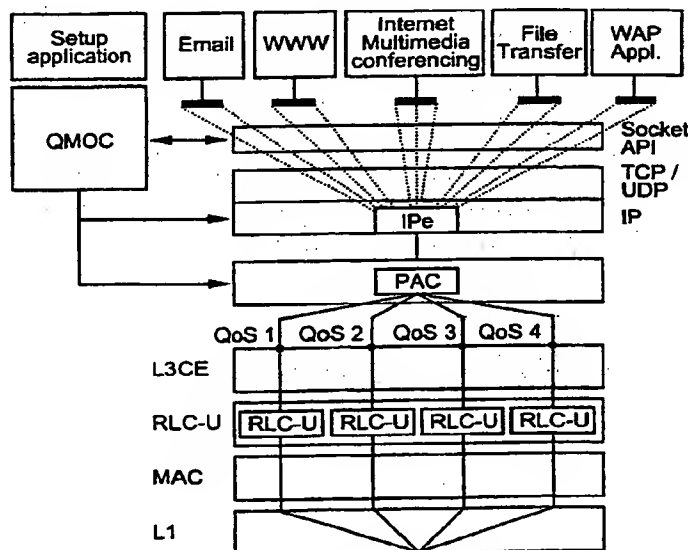 Setup
application
Email
WWW
Internet
Multimedia
conferencing
File
Transfer
WAP
Appl.
QMOC
Socket
API
TCP /
UDP
IPe
IP
PAC
QoS 1
QoS 2
QoS 3
QoS 4
L3CE
RLC-U
RLC-U
RLC-U
RLC-U
RLC-U
MAC
L1